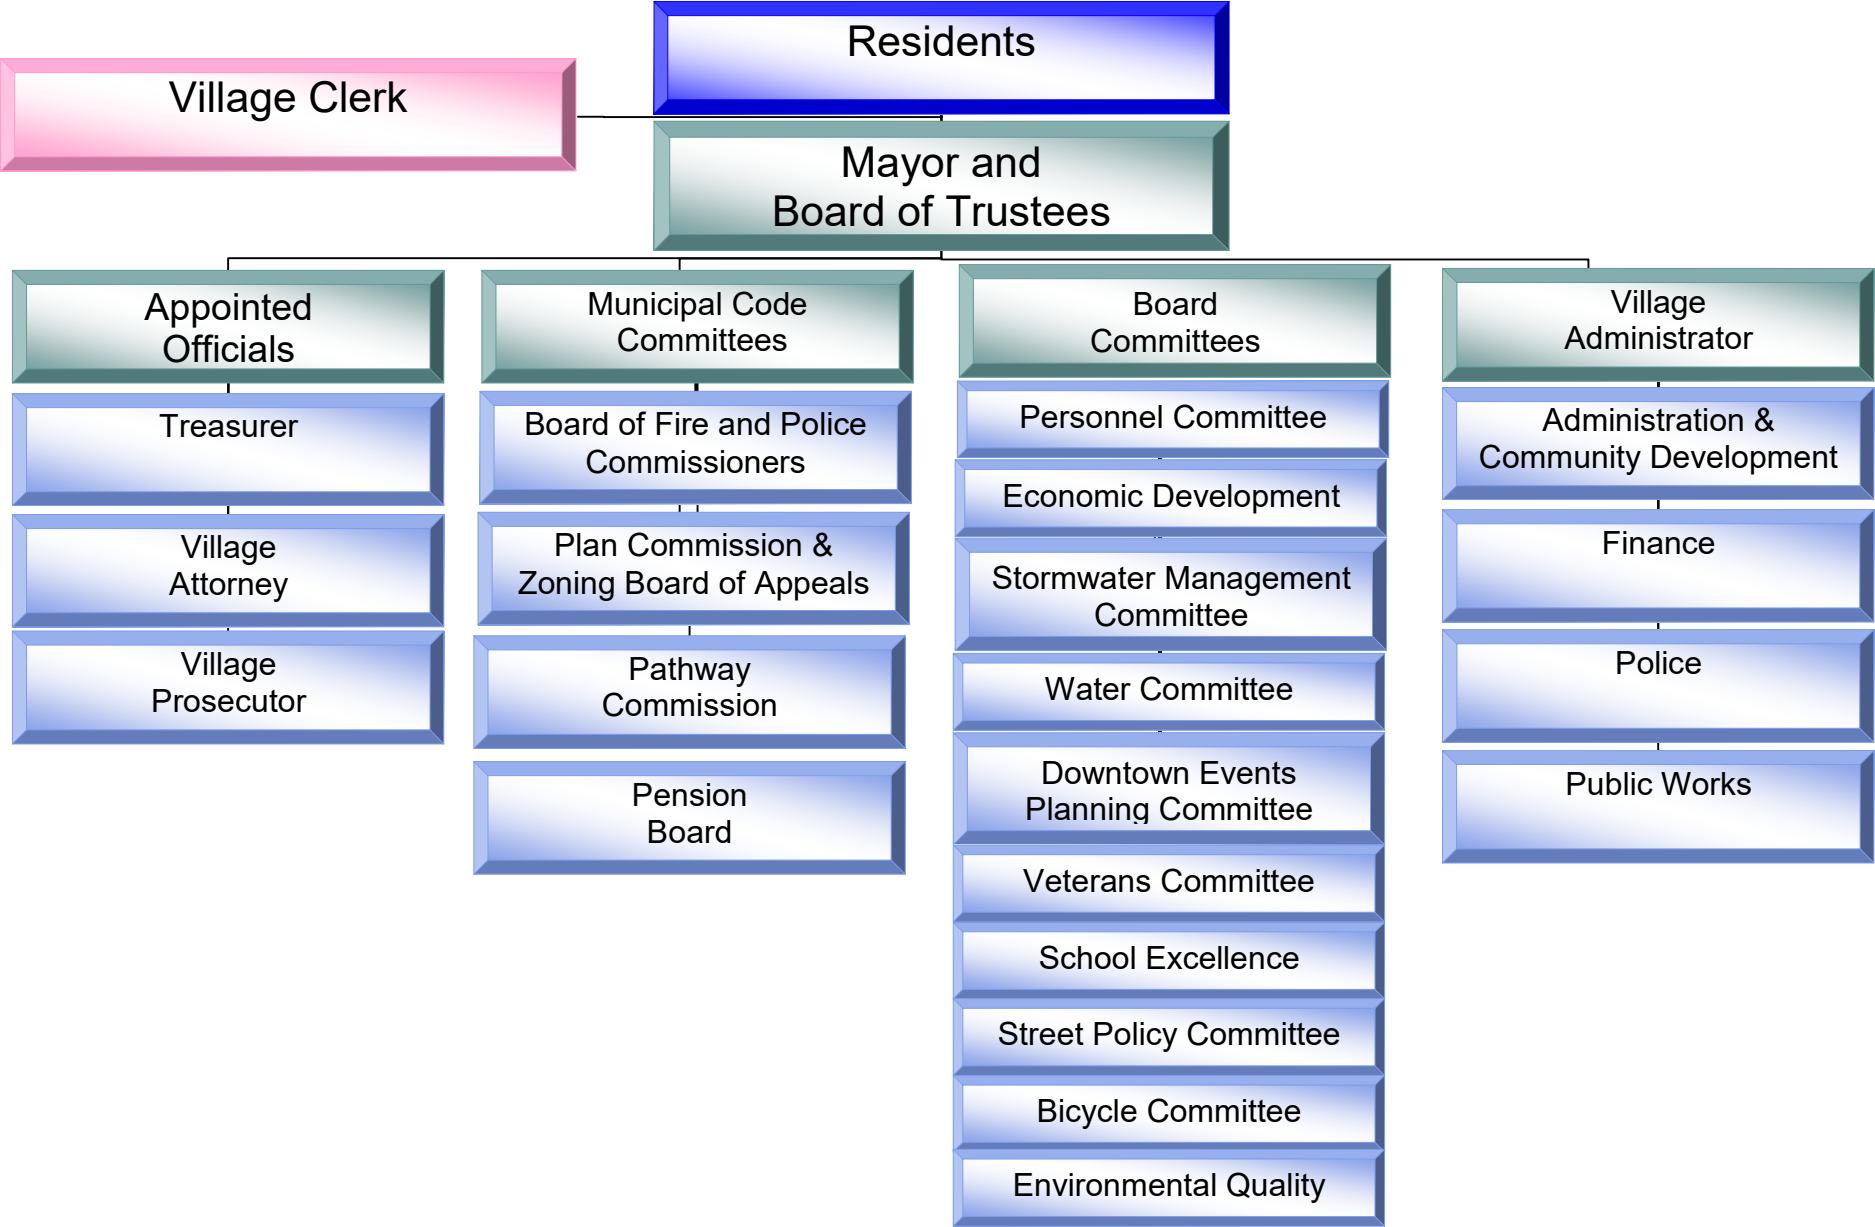 Residents
Village Clerk
Mayor and
Board of Trustees
Appointed
Officials
Treasurer
Village
Attorney
Village
Prosecutor
Municipal Code
Committees
Board of Fire and Police
Commissioners
Plan Commission &
Zoning Board of Appeals
Pathway
Commission
Pension
Board
Board
Committees
Personnel Committee
Economic Development
Stormwater Management
Committee
Water Committee
Downtown Events
Planning Committee
Veterans Committee
School Excellence
Street Policy Committee
Bicycle Committee
Environmental Quality
Village
Administrator
Administration &
Community Development
Finance
Police
Public Works